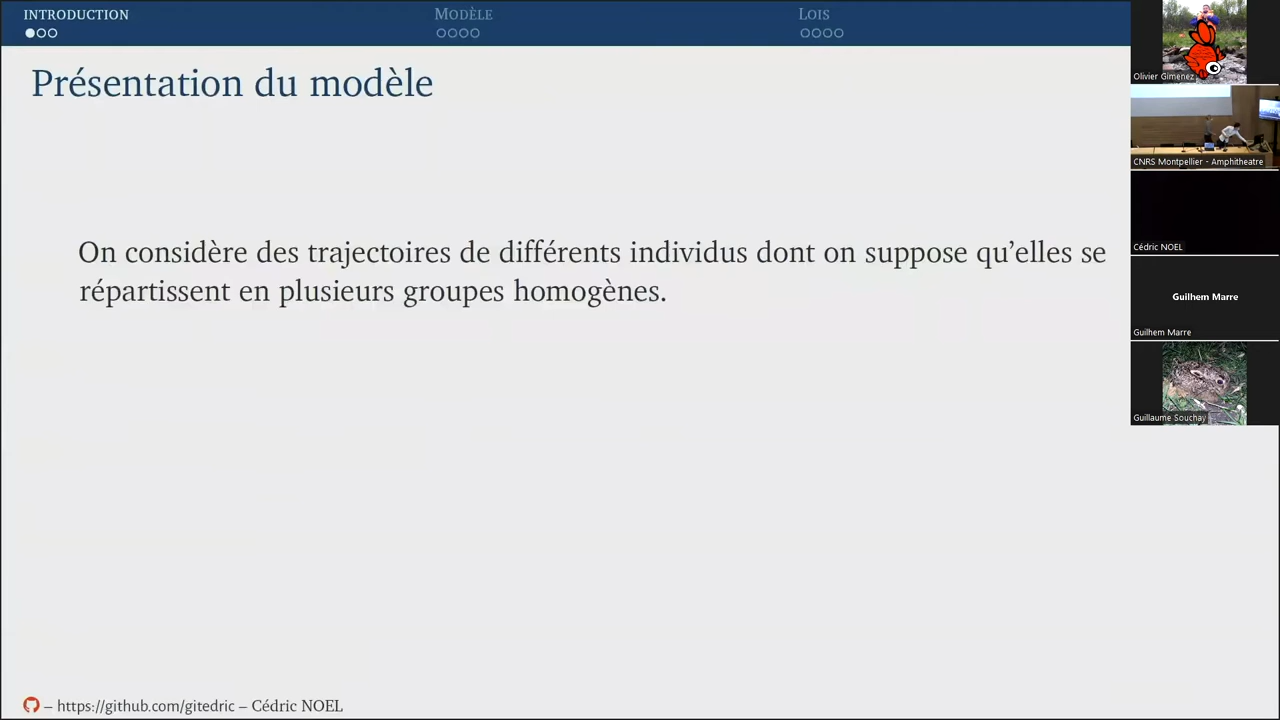 INTRODUCTION
MODÈLE
LOIS
Présentation du modèle
On considère des trajectoires de différents individus dont on suppose qu’elles se
répartissent en plusieurs groupes homogènes.
– https://github.com/gitedric – Cédric NOEL
Olivier Gimenez
CNRS Montpellier - Amphitheatre
Cédric NOEL
Guilhem Marre
Guilhem Marre
Guillaume Souchay